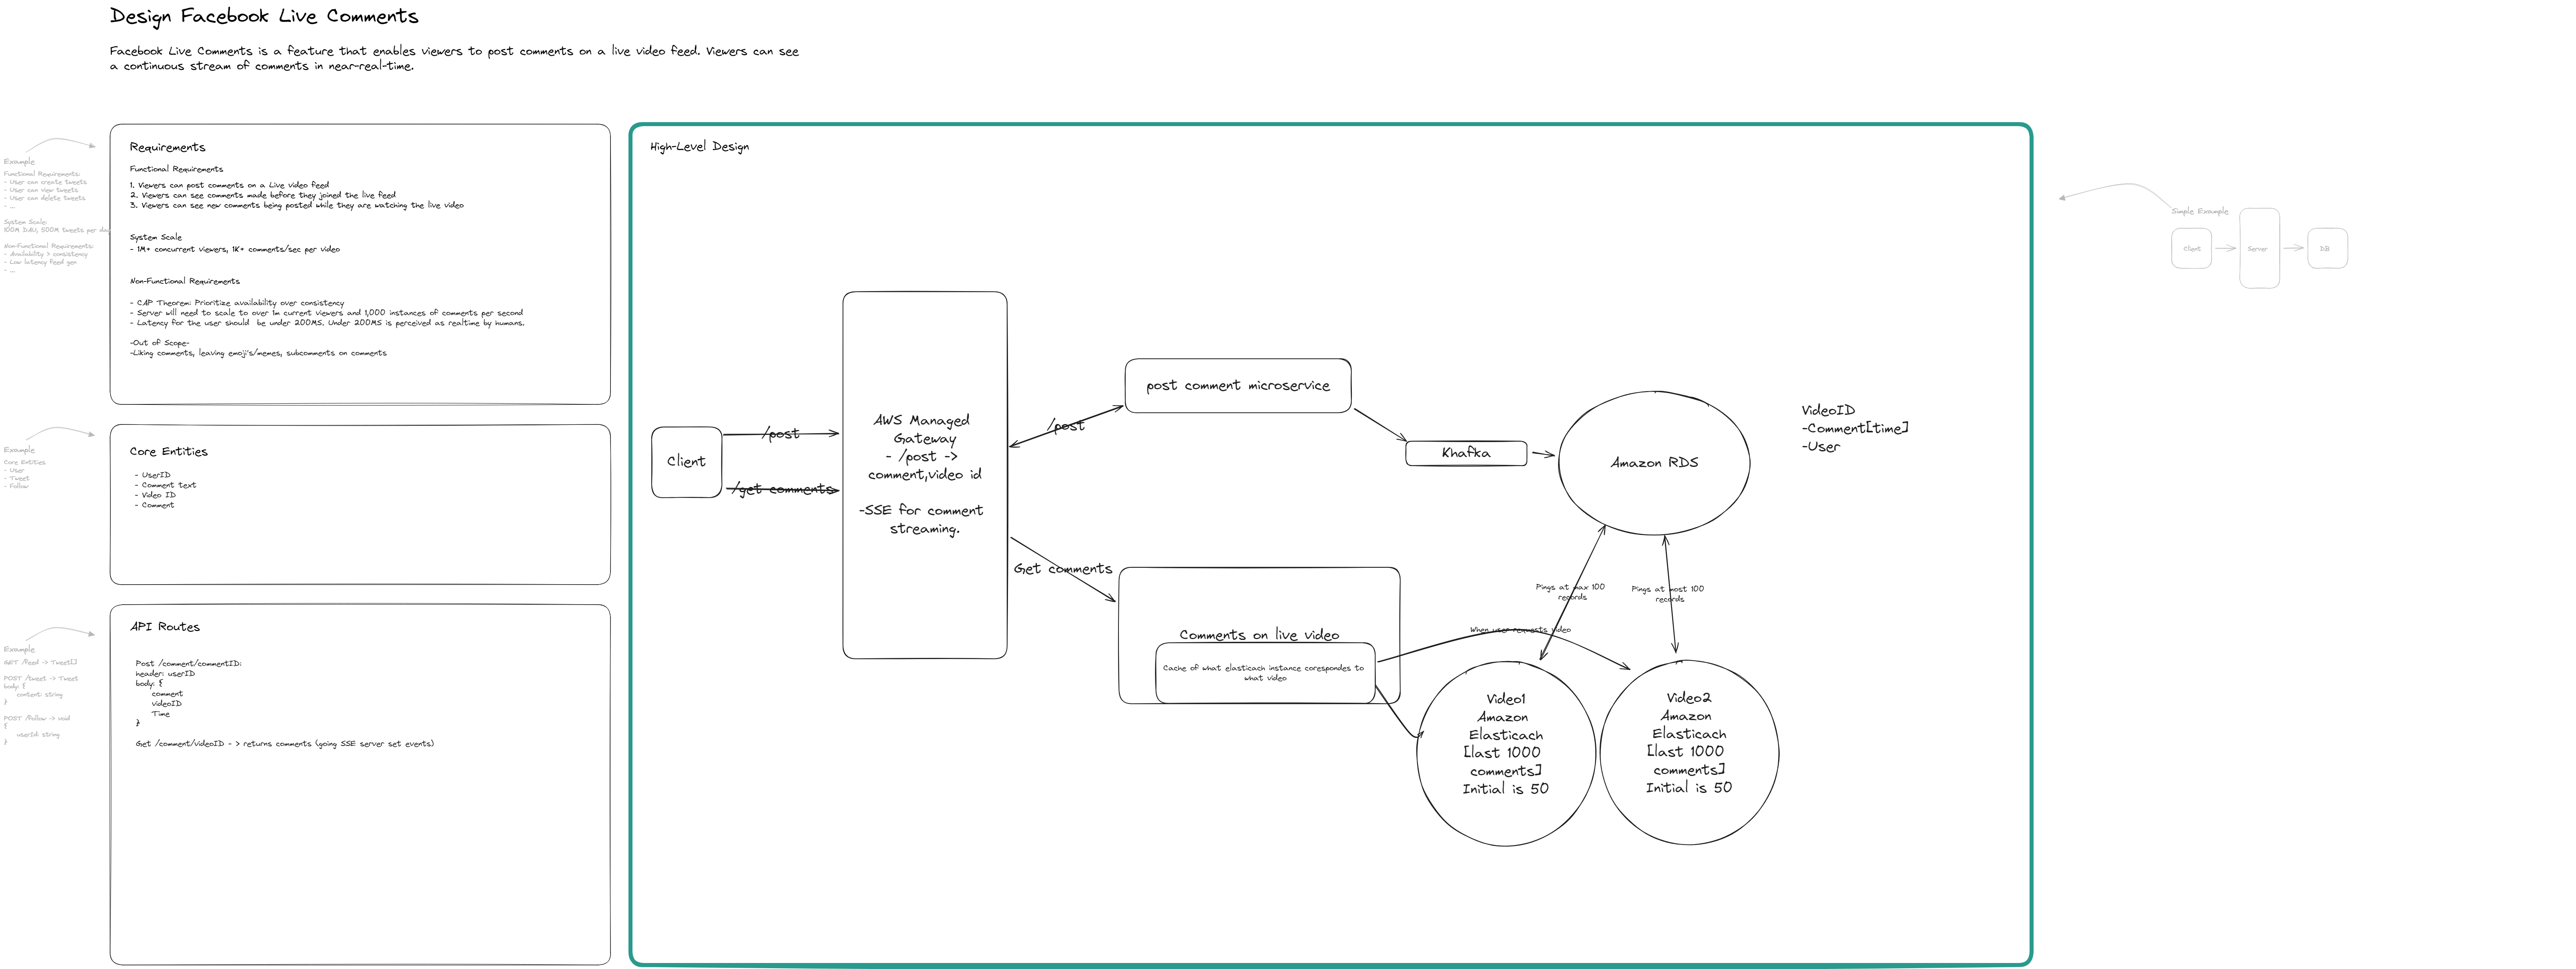 Design Facebook Live Comments
Facebook Live Comments is a feature that enables viewers to post comments on a live video feed. Viewers can see
a continuous stream of comments in near-real-time.
Example
Functional Requirements:
- User can create tweets
- User can view tweets
- User can delete tweets
- ...
System Scale:
100M DAU, 500M tweets per day
Non-Functional Requirements:
- Availability > consistency
- Low latency feed gen
- ...
Requirements
Functional Requirements
1. Viewers can post comments on a Live video feed
2. Viewers can see comments made before they joined the live feed
3. Viewers can see new comments being posted while they are watching the live video
System Scale
- 1M+ concurrent viewers, 1K+ comments/sec per video
Non-Functional Requirements
- CAP Theorem: Prioritize availability over consistency
- Server will need to scale to over 1m current viewers and 1,000 instances of comments per second
- Latency for the user should  be under 200MS. Under 200MS is perceived as realtime by humans.
-Out of Scope-
-Liking comments, leaving emoji's/memes, subcomments on comments
Example
Core Entities
- User
- Tweet
- Follow
Core Entities
- UserID
- Comment text
- Video ID
- Comment
Example
GET /feed -> Tweet[]
POST /tweet -> Tweet
body: {
content: string
}
POST /follow -> void
{
userId: string
}
API Routes
Post /comment/commentID:
header: userID
body: {
comment
videoID
Time
}
Get /comment/videoID - > returns comments (going SSE server set events)
High-Level Design
Client
/post
/get comments
AWS Managed
Gateway
- /post ->
comment,video id
-SSE for comment
streaming.
/post
post comment microservice
Khafka
Amazon RDS
VideoID
-Comment[time]
-User
Get comments
Comments on live video
Cache of what elasticach instance corespondes to
what video
When user requests video
Pings at max 100
records
Pings at most 100
records
Video1
Amazon
Elasticach
[last 1000
comments]
Initial is 50
Video2
Amazon
Elasticach
[last 1000
comments]
Initial is 50
Simple Example
Client
Server
DB